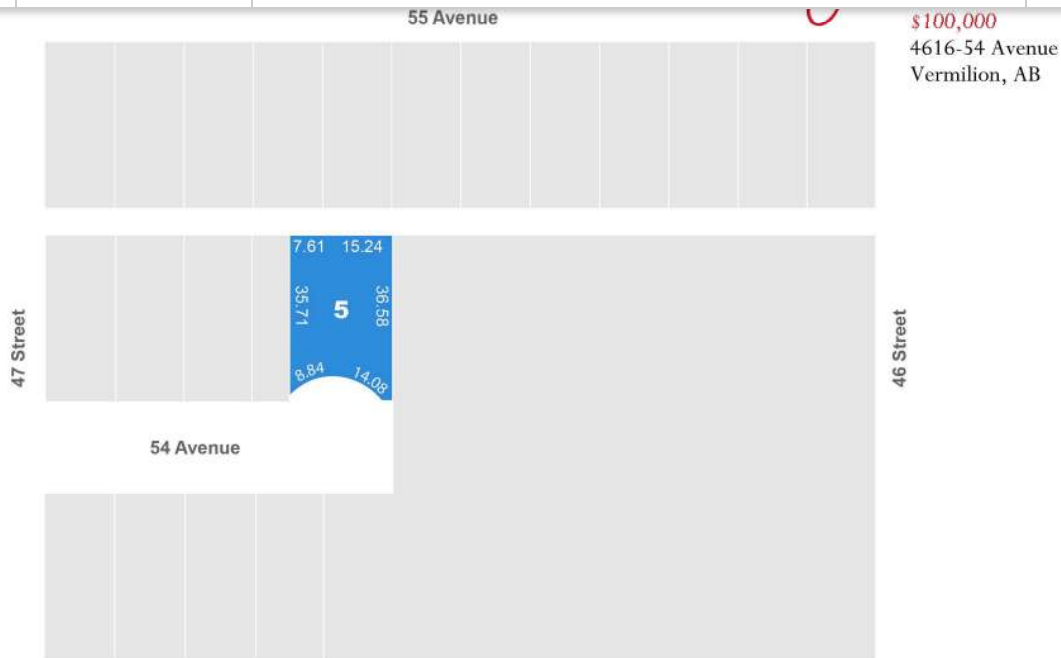 55 Avenue
$100,000
4616-54 Avenue
Vermilion, AB
7.61 15.24
35.71
5
36.58
8.84
14.08
47 Street
46 Street
54 Avenue